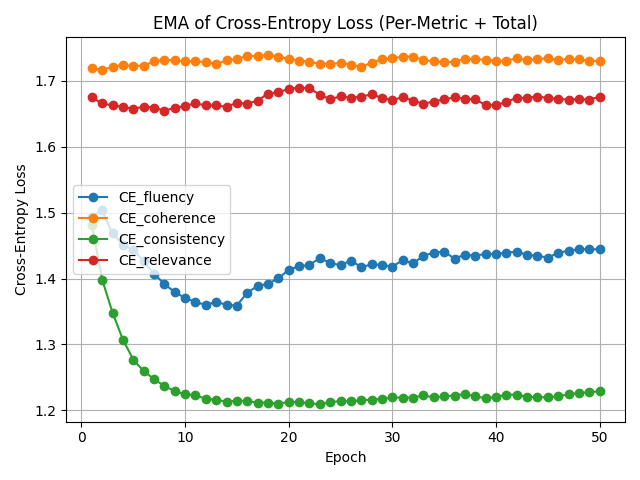 EMA of Cross-Entropy Loss (Per-Metric + Total)
Cross-Entropy Loss
1.7
1.6
1.5
1.4
1.3
1.2
CE_fluency
CE_coherence
CE_consistency
CE_relevance
0
10
20
30
40
50
Epoch